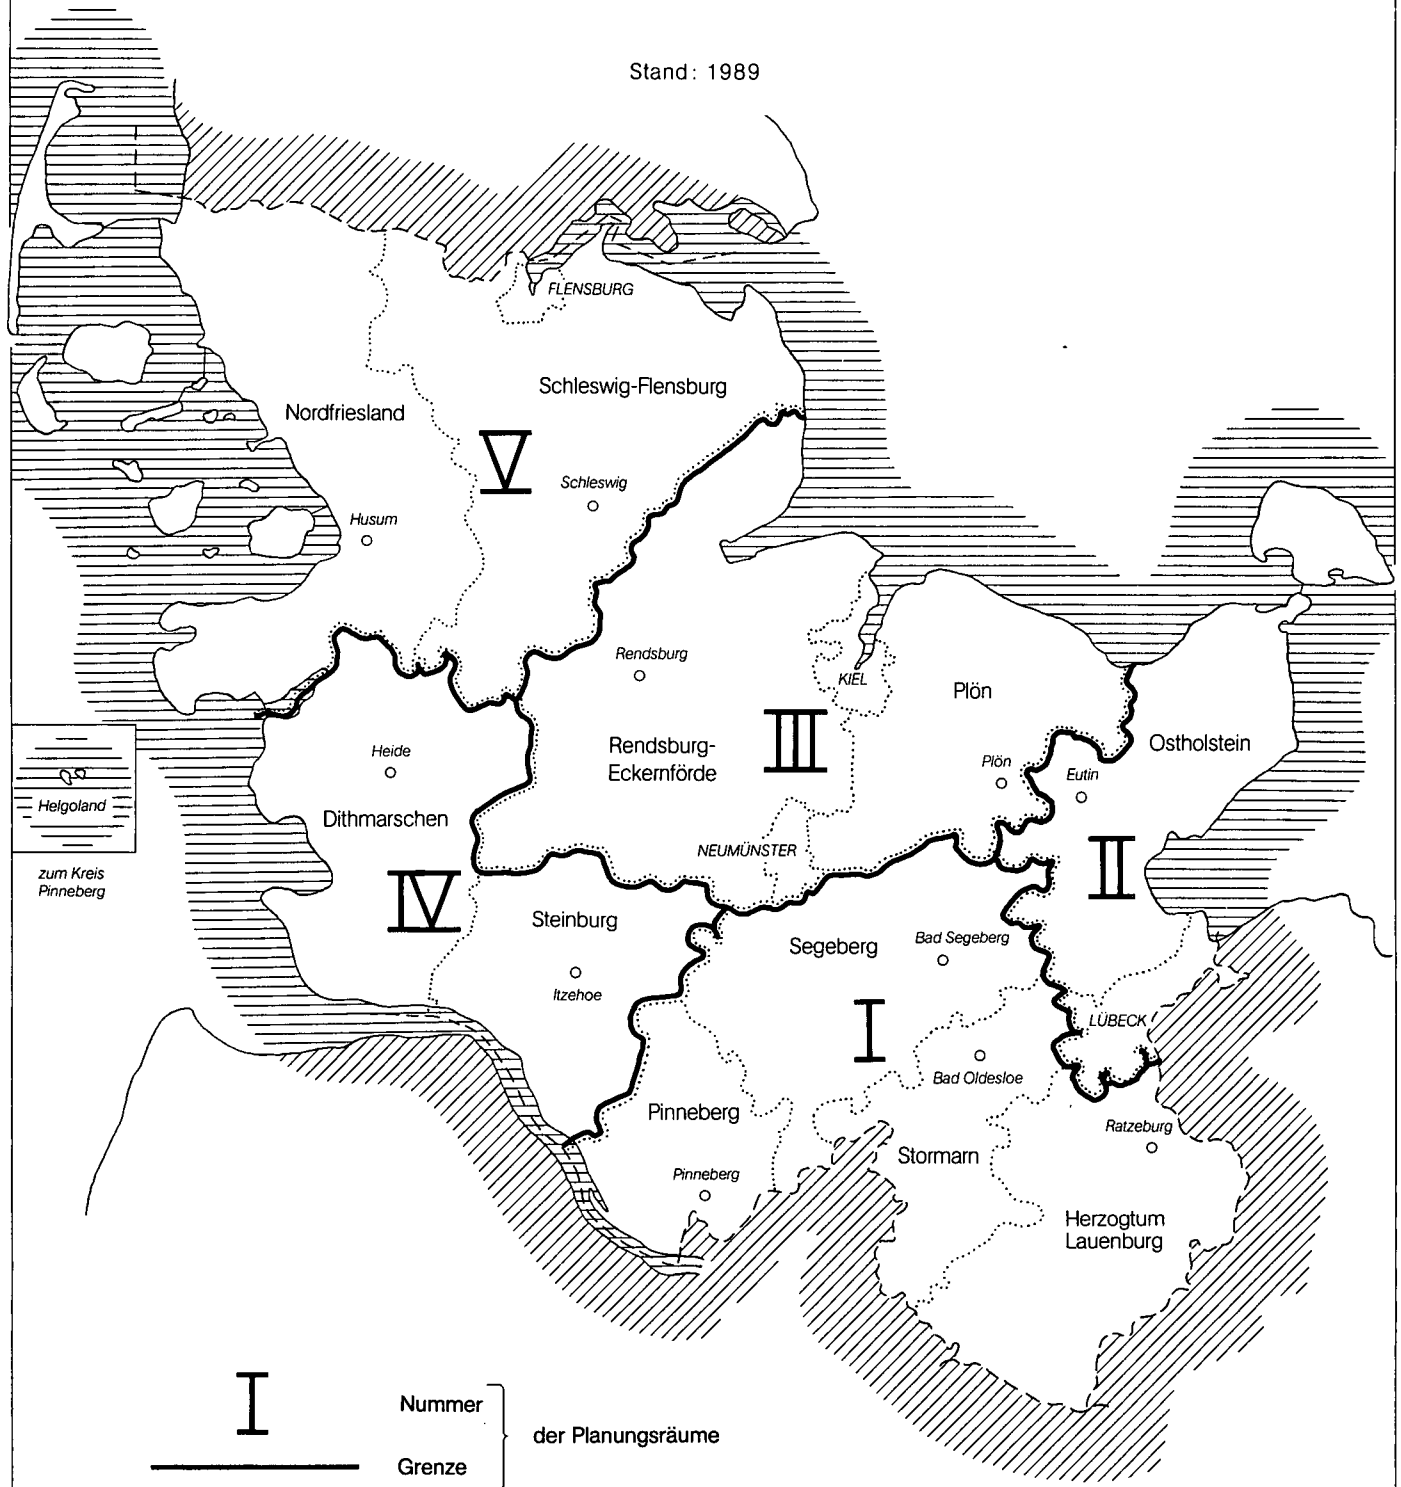 Stand: 1989
FLENSBURG
Schleswig-Flensburg
Nordfriesland
V
Schleswig
Husum
Rendsburg
KIEL
Plön
III
Rendsburg-
Eckernförde
Ostholstein
Heide
Plön
Eutin
Helgoland
Dithmarschen
NEUMÜNSTER
II
zum Kreis
Pinneberg
IV
Steinburg
Segeberg
Bad Segeberg
Itzehoe
I
LÜBECK
Bad Oldesloe
Pinneberg
Ratzeburg
Stormarn
Pinneberg
Herzogtum
Lauenburg
I
Nummer
der Planungsräume
Grenze